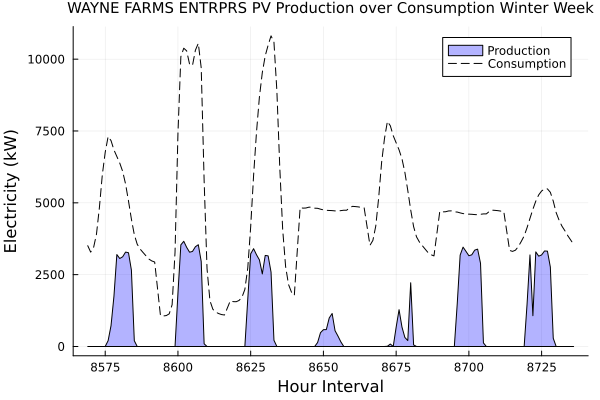 WAYNE FARMS ENTRPRS PV Production over Consumption Winter Week
Production
Consumption
Electricity (kW)
10000
7500
5000
2500
0
8575 8600 8625 8650 8675 8700 8725
Hour Interval